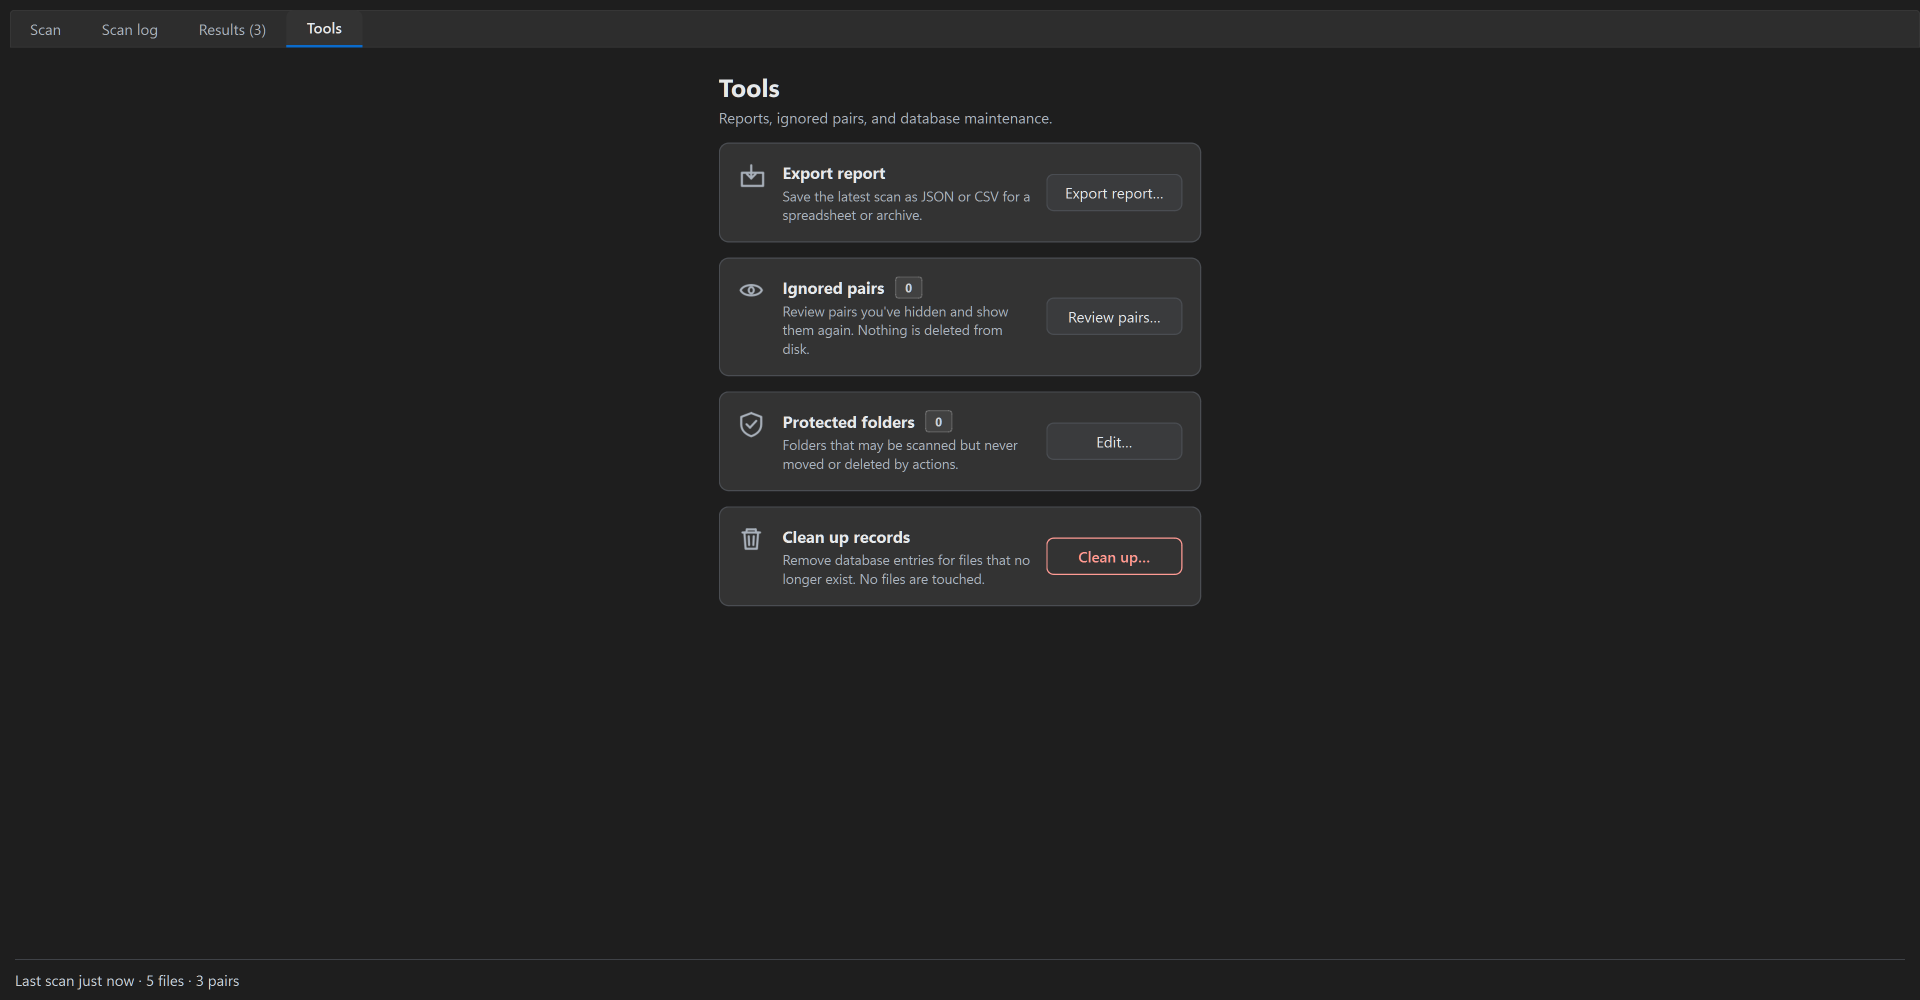 Scan
Scan log
Results (3)
Tools
Tools
Reports, ignored pairs, and database maintenance.
Export report
Save the latest scan as JSON or CSV for a
spreadsheet or archive.
Export report...
Ignored pairs 0
Review pairs you've hidden and show
them again. Nothing is deleted from
disk.
Review pairs...
Protected folders 0
Folders that may be scanned but never
moved or deleted by actions.
Edit...
Clean up records
Remove database entries for files that no
longer exist. No files are touched.
Clean up...
Last scan just now · 5 files · 3 pairs